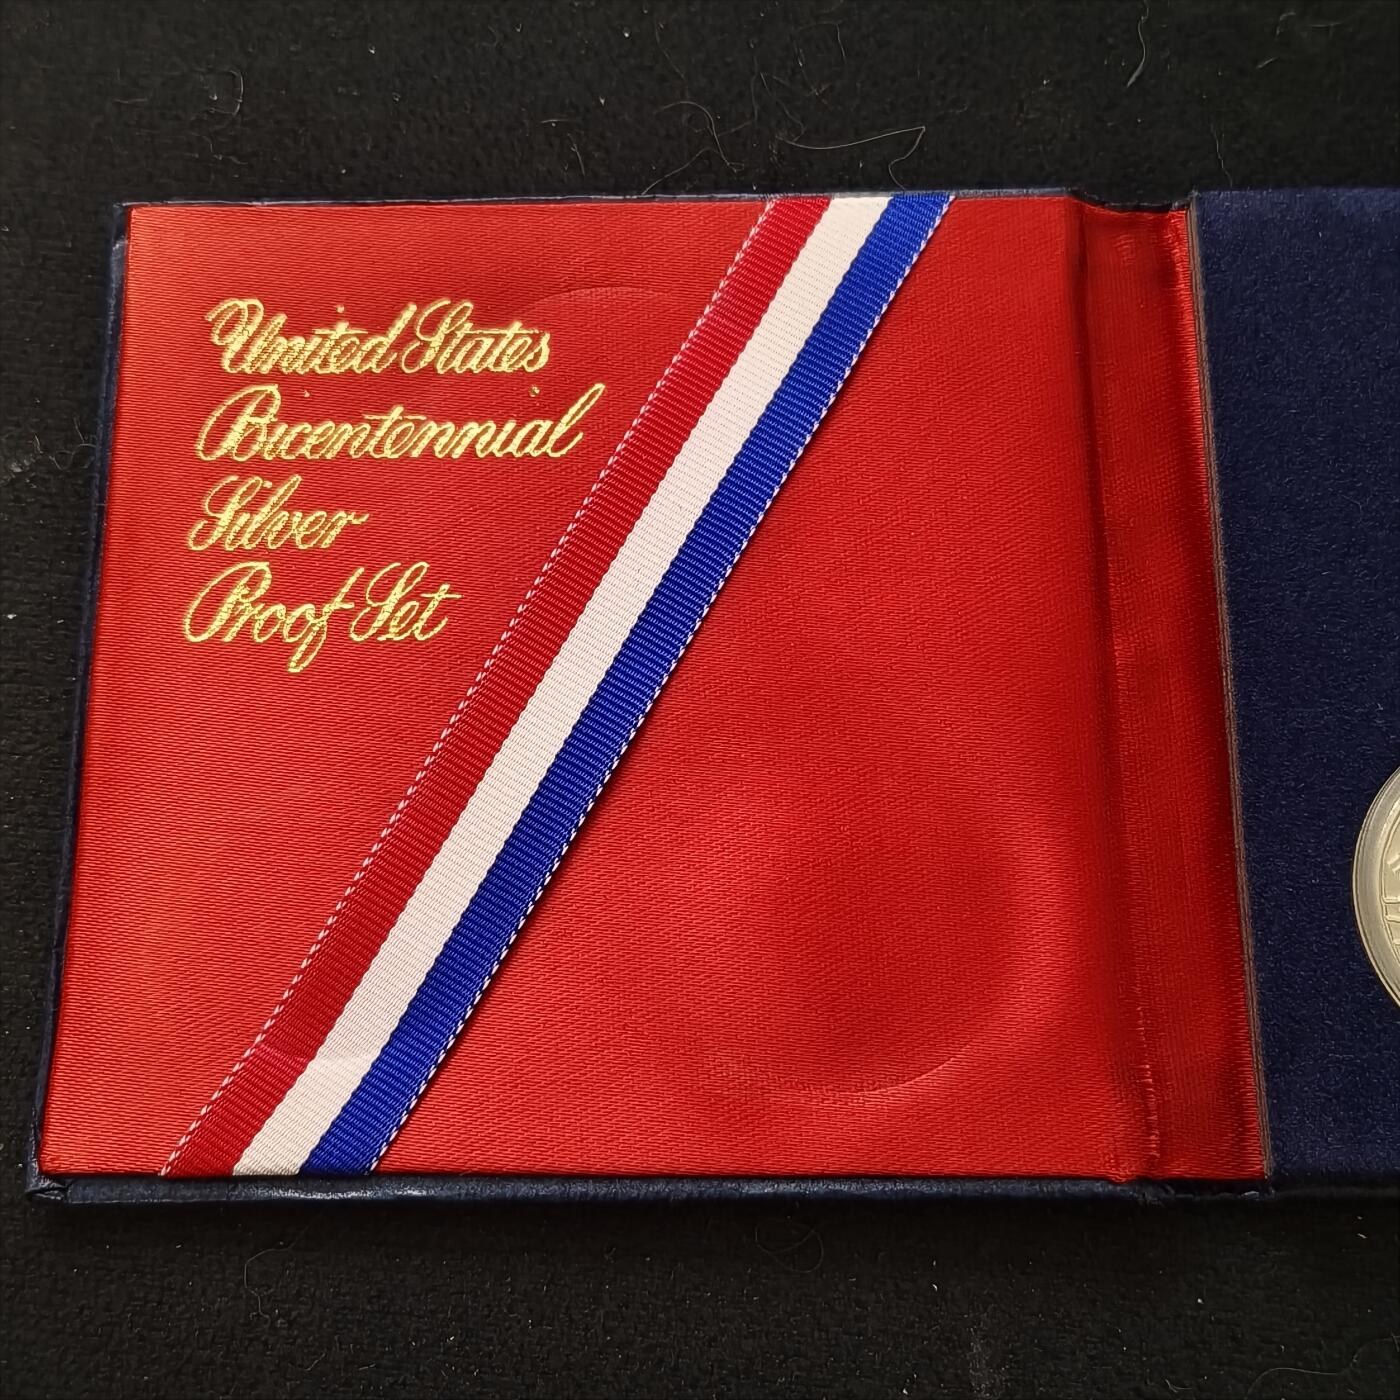 United States
Bicentennial
Silver
Proof Set